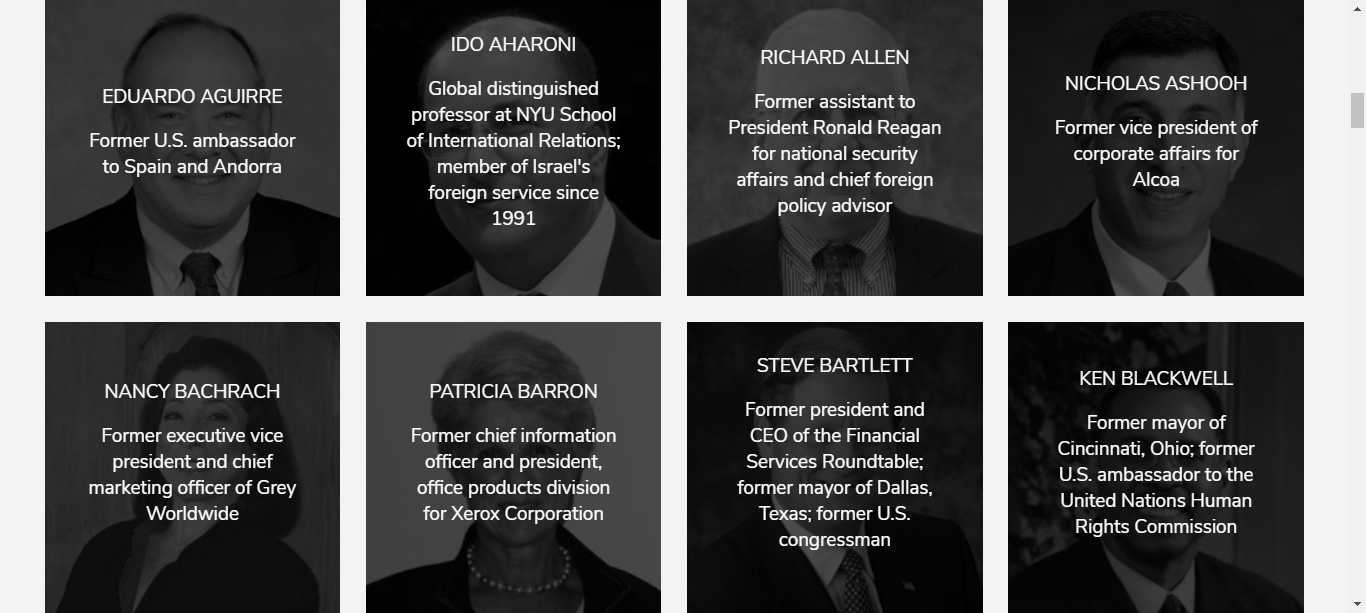 EDUARDO AGUIRRE
Former U.S. ambassador
to Spain and Andorra
IDO AHARONI
Global distinguished
professor at NYU School
of International Relations;
member of Israel's
foreign service since
1991
RICHARD ALLEN
Former assistant to
President Ronald Reagan
for national security
affairs and chief foreign
policy advisor
NICHOLAS ASHOOH
Former vice president of
corporate affairs for
Alcoa
NANCY BACHRACH
Former executive vice
president and chief
marketing officer of Grey
Worldwide
PATRICIA BARRON
Former chief information
officer and president,
office products division
for Xerox Corporation
STEVE BARTLETT
Former president and
CEO of the Financial
Services Roundtable;
former mayor of Dallas,
Texas; former U.S.
congressman
KEN BLACKWELL
Former mayor of
Cincinnati, Ohio; former
U.S. ambassador to the
United Nations Human
Rights Commission